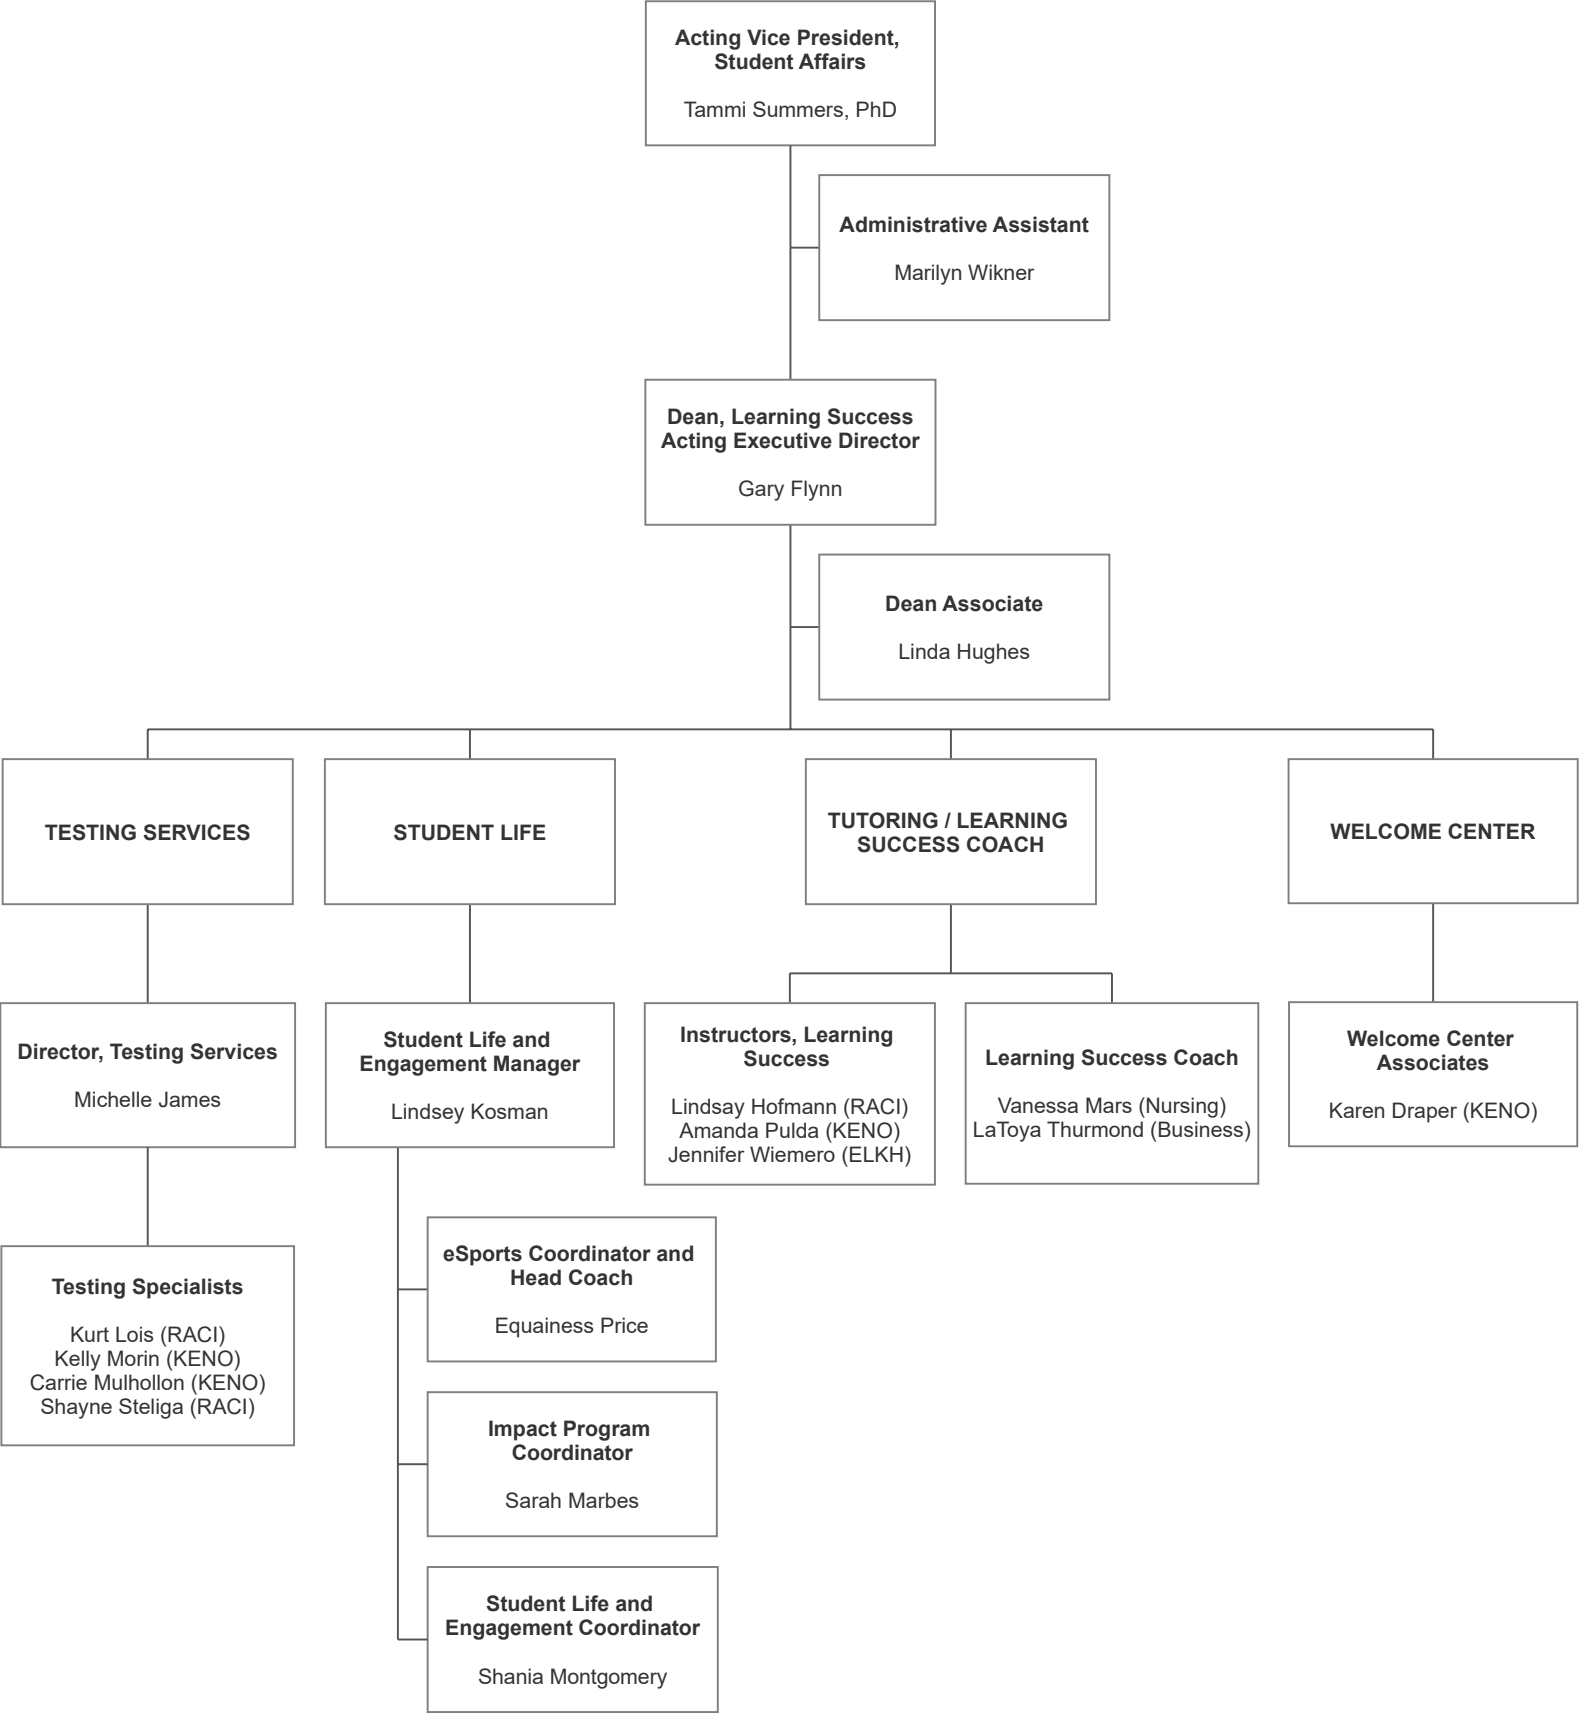 Acting Vice President,
Student Affairs
Tammi Summers, PhD
Administrative Assistant
Marilyn Wikner
Dean, Learning Success
Acting Executive Director
Gary Flynn
Dean Associate
Linda Hughes
TESTING SERVICES
STUDENT LIFE
TUTORING / LEARNING
SUCCESS COACH
WELCOME CENTER
Director, Testing Services
Michelle James
Student Life and
Engagement Manager
Lindsey Kosman
Instructors, Learning
Success
Lindsay Hofmann (RACI)
Amanda Pulda (KENO)
Jennifer Wiemero (ELKH)
Learning Success Coach
Vanessa Mars (Nursing)
LaToya Thurmond (Business)
Welcome Center
Associates
Karen Draper (KENO)
Testing Specialists
Kurt Lois (RACI)
Kelly Morin (KENO)
Carrie Mulhollon (KENO)
Shayne Steliga (RACI)
eSports Coordinator and
Head Coach
Equainess Price
Impact Program
Coordinator
Sarah Marbes
Student Life and
Engagement Coordinator
Shania Montgomery